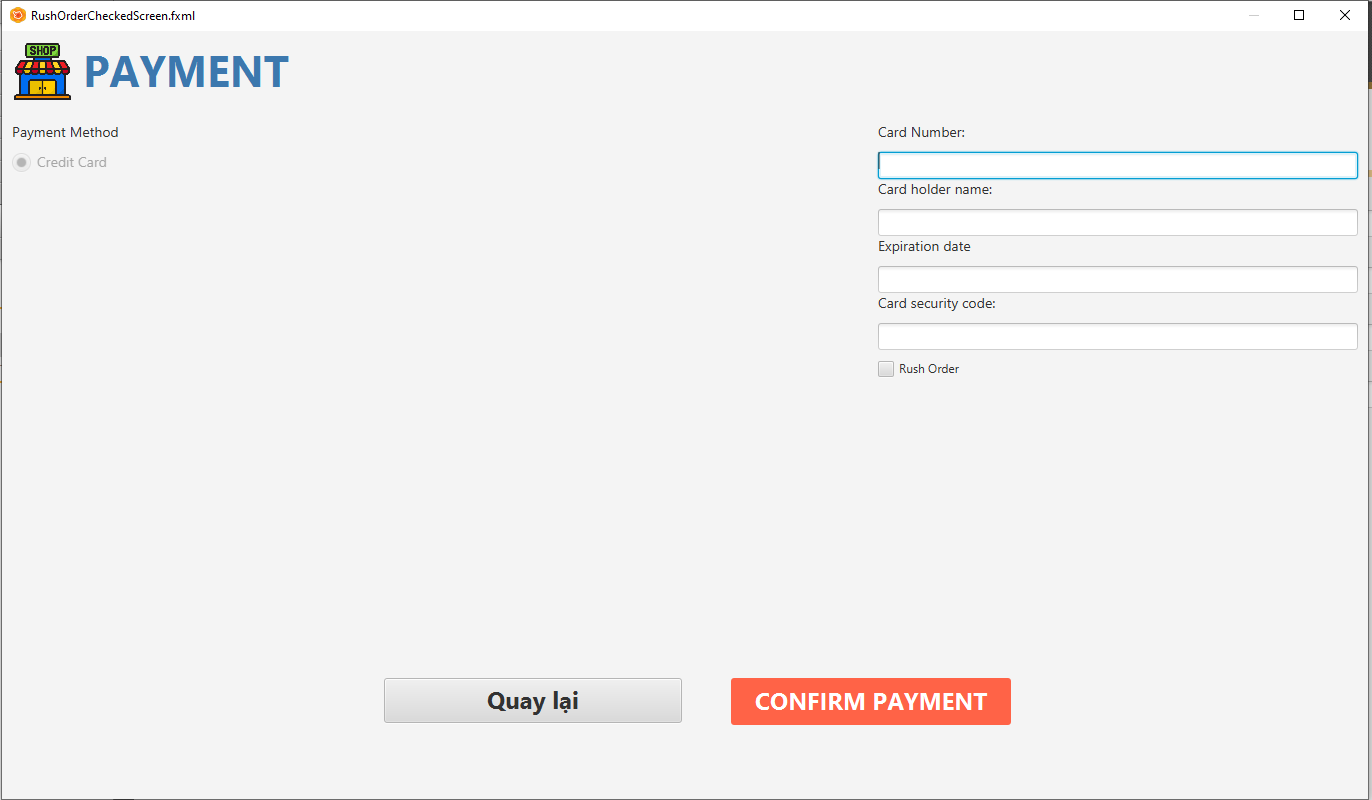 RushOrderCheckedScreen.fxml
SHOP
PAYMENT
Payment Method
Credit Card
Card Number:
Card holder name:
Expiration date
Card security code:
Rush Order
Quay lại
CONFIRM PAYMENT